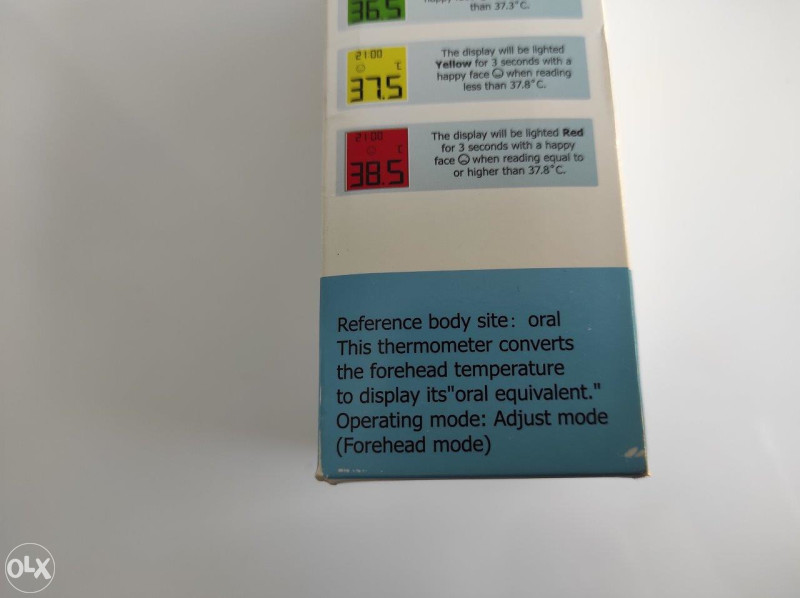 36.5
than 37.3°C.
21:00
°C
37.5
The display will be lighted
Yellow for 3 seconds with a
happy face when reading
less than 37.8°C.
21:00
°C
38.5
The display will be lighted Red
for 3 seconds with a happy
face when reading equal to
or higher than 37.8°C.
Reference body site: oral
This thermometer converts
the forehead temperature
to display its"oral equivalent."
Operating mode: Adjust mode
(Forehead mode)
OLX